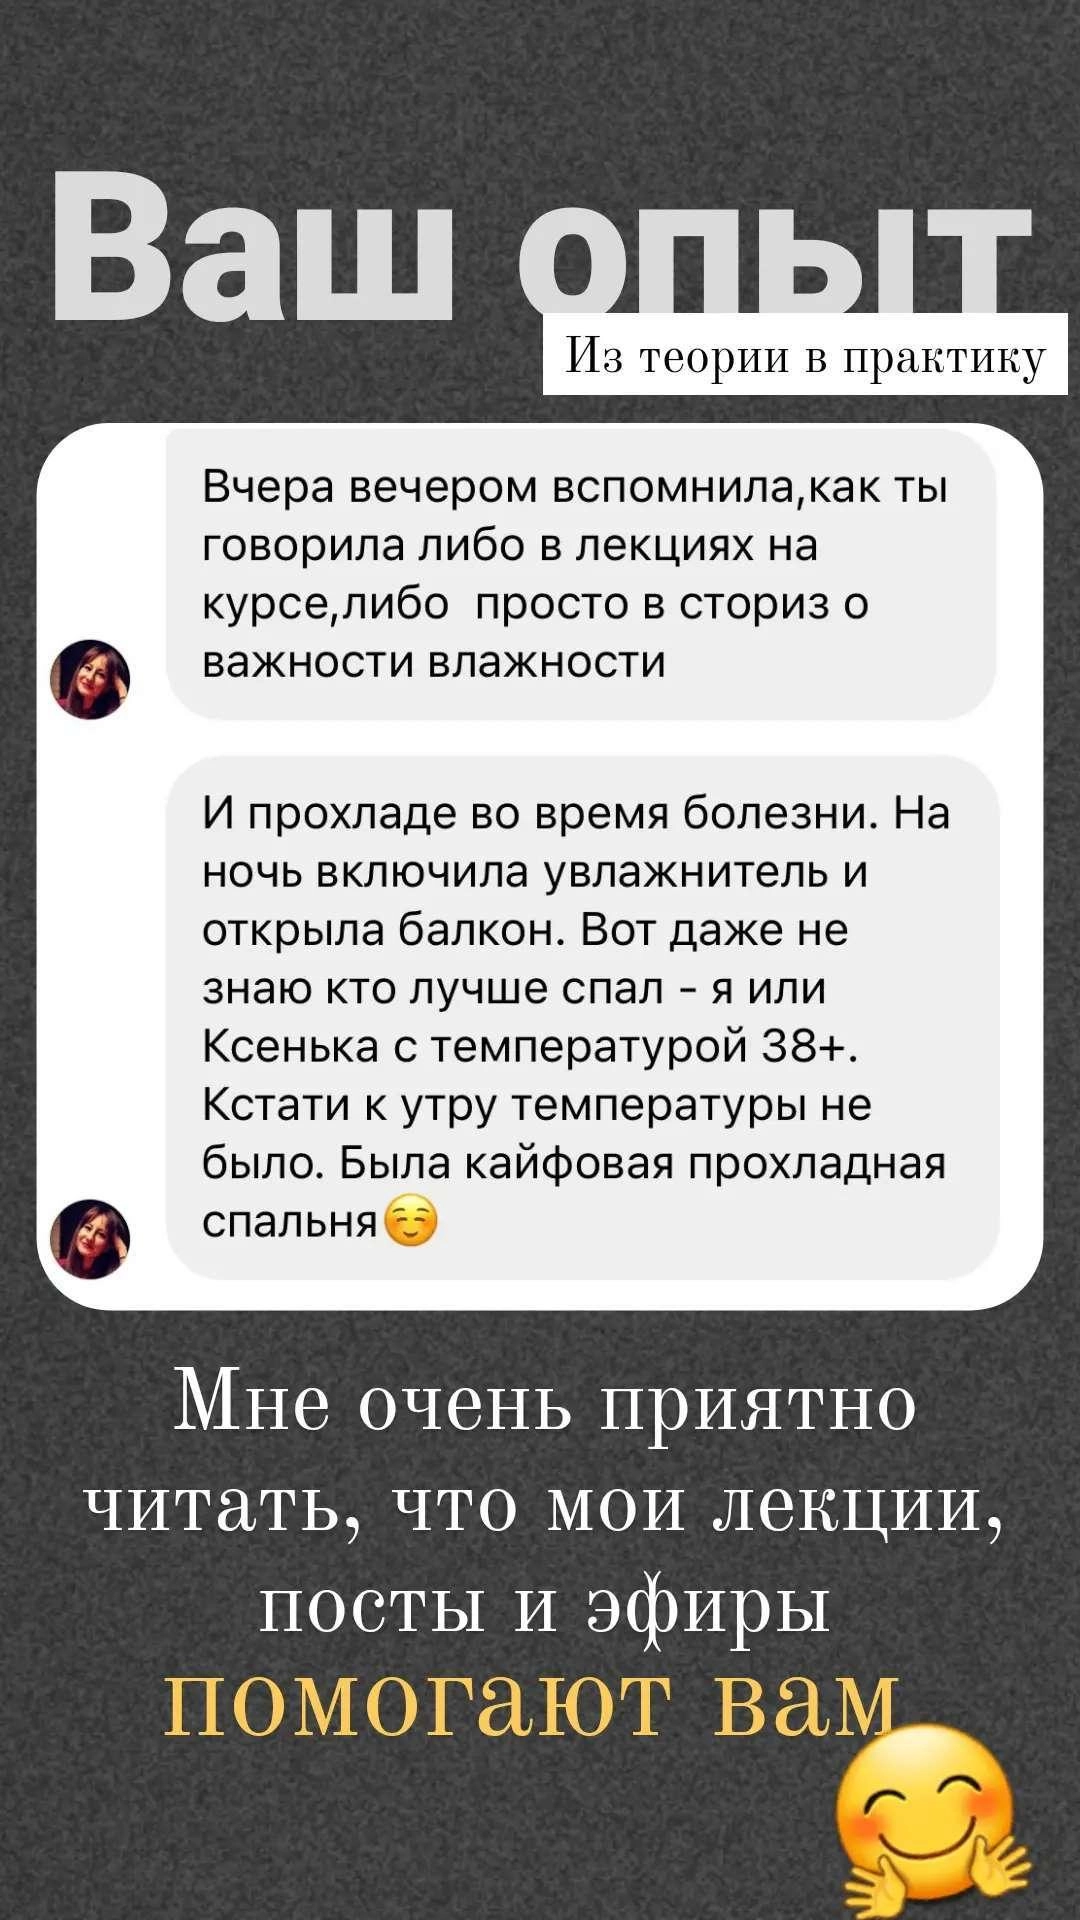 Ваш опыт
Из теории в практику
Вчера вечером вспомнила,как ты
говорила либо в лекциях на
курсе,либо  просто в сториз о
важности влажности
И прохладе во время болезни. На
ночь включила увлажнитель и
открыла балкон. Вот даже не
знаю кто лучше спал - я или
Ксенька с температурой 38+.
Кстати к утру температуры не
было. Была кайфовая прохладная
спальня☺️
Мне очень приятно
читать, что мои лекции,
посты и эфиры
помогают вам